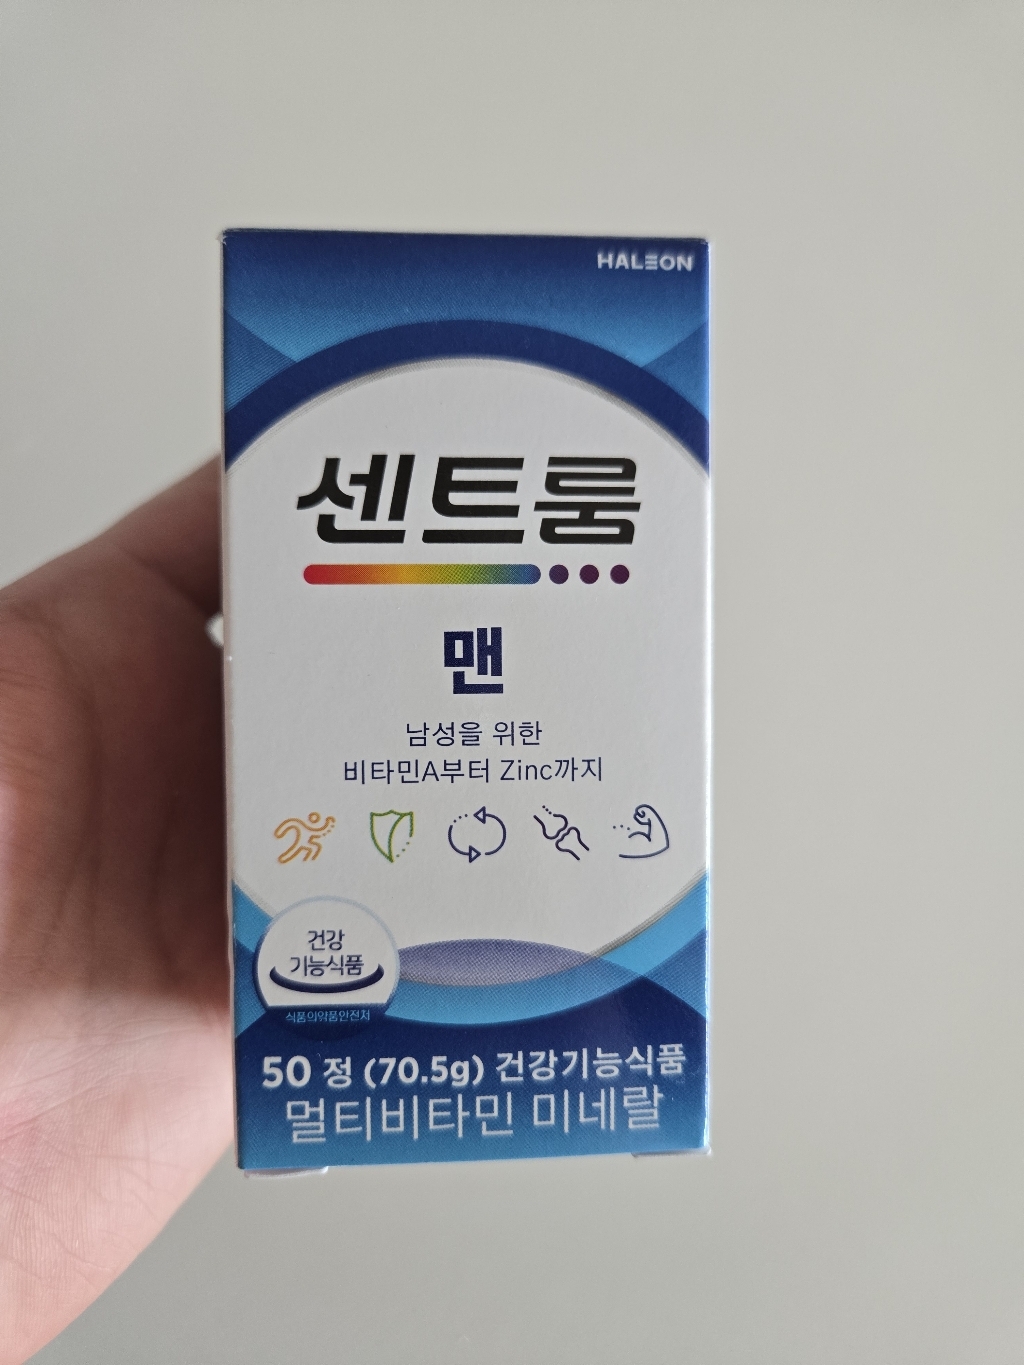 HALEON
센트룸
맨
남성을 위한
비타민A부터 Zinc까지
건강
기능식품
식품의약품안전처
50 정 (70.5g) 건강기능식품
멀티비타민 미네랄